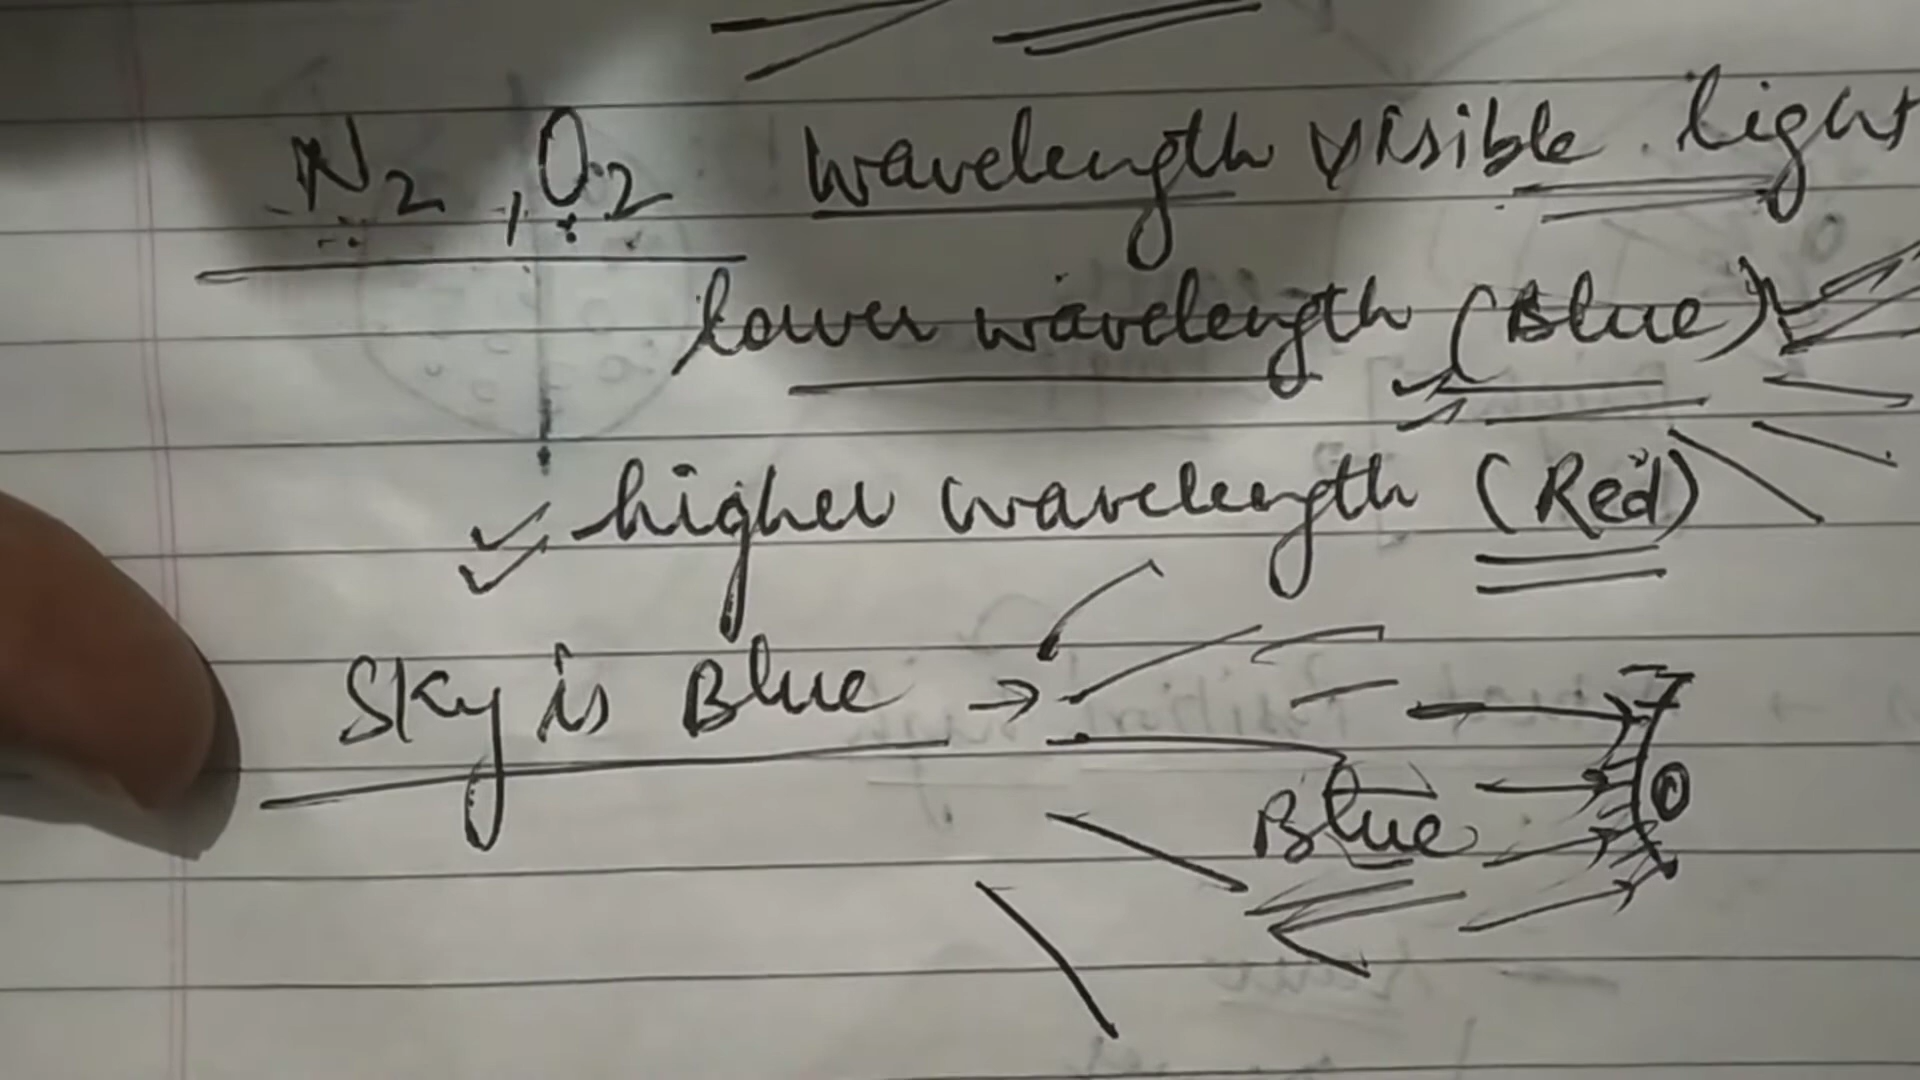 N2, O2 wavelength visible light
lower wavelength (Blue)
higher wavelength (Red)
Sky is Blue →
Blue